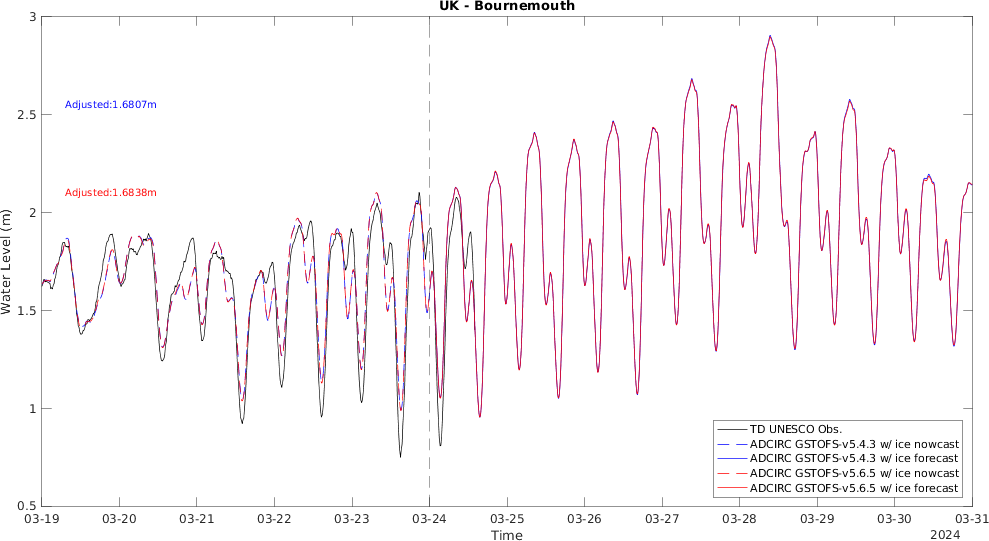 UK - Bournemouth
3
2.5
2
1.5
1
0.5
Water Level (m)
Adjusted:1.6807m
Adjusted:1.6838m
TD UNESCO Obs.
ADCIRC GSTOFS-v5.4.3 w/ ice nowcast
ADCIRC GSTOFS-v5.4.3 w/ ice forecast
ADCIRC GSTOFS-v5.6.5 w/ ice nowcast
ADCIRC GSTOFS-v5.6.5 w/ ice forecast
03-19 03-20 03-21 03-22 03-23 03-24 03-25 03-26 03-27 03-28 03-29 03-30 03-31
Time
2024